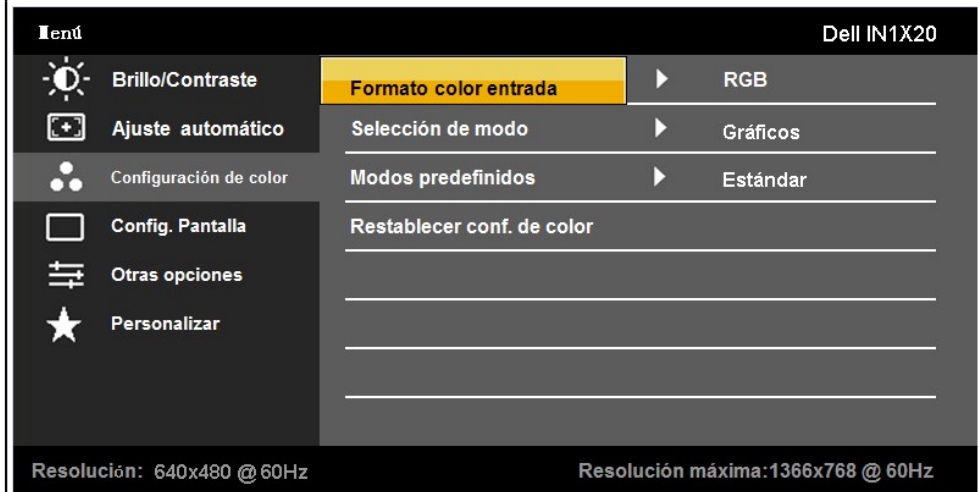 Menú Dell IN1X20
Brillo/Contraste
Formato color entrada RGB
Ajuste automático
Selección de modo Gráficos
Configuración de color
Modos predefinidos Estándar
Config. Pantalla
Restablecer conf. de color
Otras opciones
Personalizar
Resolución: 640x480 @60Hz Resolución máxima:1366x768 @ 60Hz